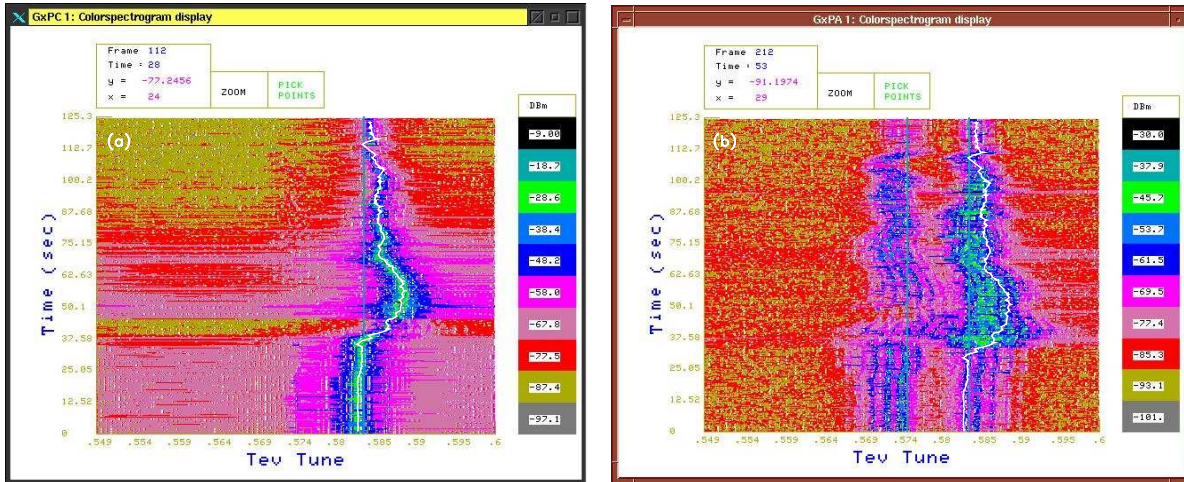 GxPC 1: Colorspectrogram display
Frame 112
Time : 28
y = -77.2456
x = 24
ZOOM
PICK
POINTS
DBm
-9.00
-18.7
-28.6
-38.4
-48.2
-58.0
-67.8
-77.5
-87.4
-97.1
(a)
Time (sec)
125.3
112.7
100.2
87.68
75.15
62.63
50.1
37.58
25.05
12.52
0
.549 .554 .559 .564 .569 .574 .58 .585 .59 .595 .6
Tev Tune
GxPA 1: Colorspectrogram display
Frame 212
Time : 53
y = -91.1974
x = 29
ZOOM
PICK
POINTS
DBm
-30.0
-37.9
-45.7
-53.7
-61.5
-69.5
-77.4
-85.3
-93.1
-101.
(b)
Time (sec)
125.3
112.7
100.2
87.68
75.15
62.63
50.1
37.58
25.05
12.52
0
.549 .554 .559 .564 .569 .574 .58 .585 .59 .595 .6
Tev Tune